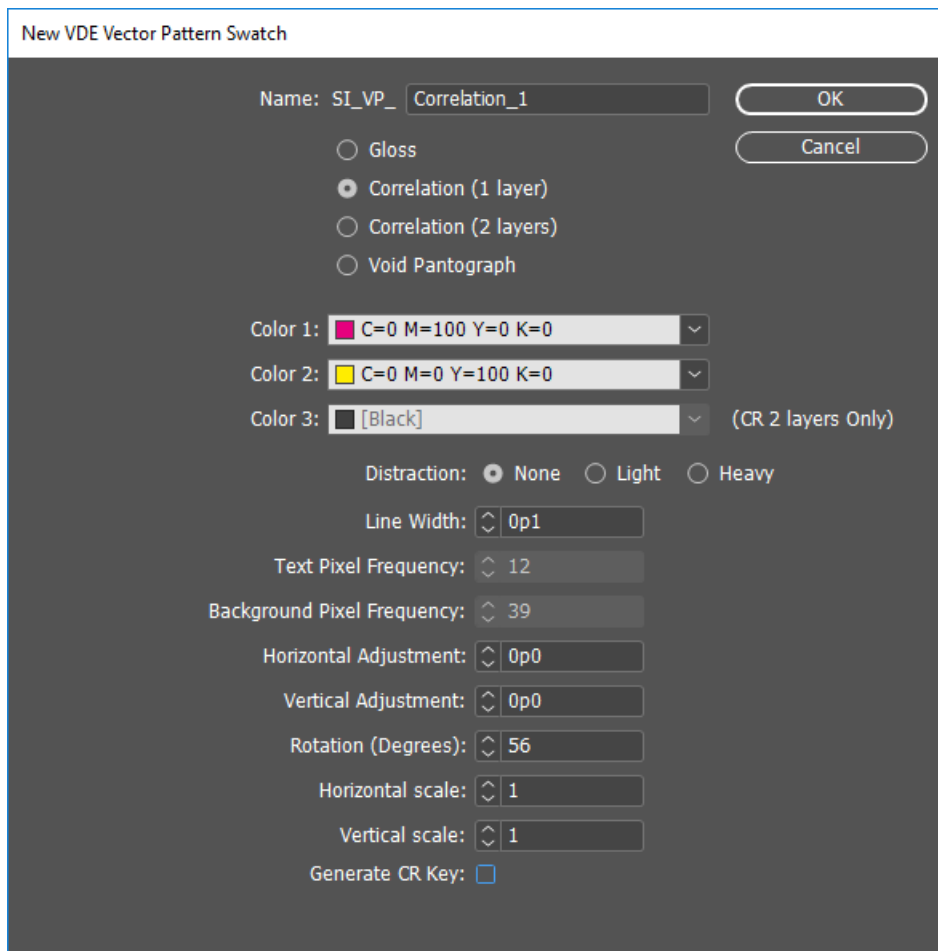 New VDE Vector Pattern Swatch
Name: SI_VP_ Correlation_1 OK
Gloss Cancel
Correlation (1 layer)
Correlation (2 layers)
Void Pantograph
Color 1: C=0 M=100 Y=0 K=0
Color 2: C=0 M=0 Y=100 K=0
Color 3: [Black] (CR 2 layers Only)
Distraction: None Light Heavy
Line Width: 0p1
Text Pixel Frequency: 12
Background Pixel Frequency: 39
Horizontal Adjustment: 0p0
Vertical Adjustment: 0p0
Rotation (Degrees): 56
Horizontal scale: 1
Vertical scale: 1
Generate CR Key: